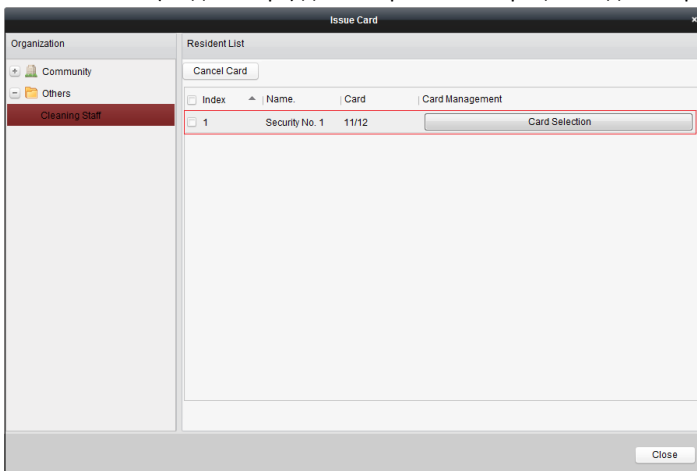 Issue Card ×
Organization
Resident List
Community
Others
Cleaning Staff
Cancel Card
Index Name. Card Card Management
1 Security No. 1 11/12 Card Selection
Close